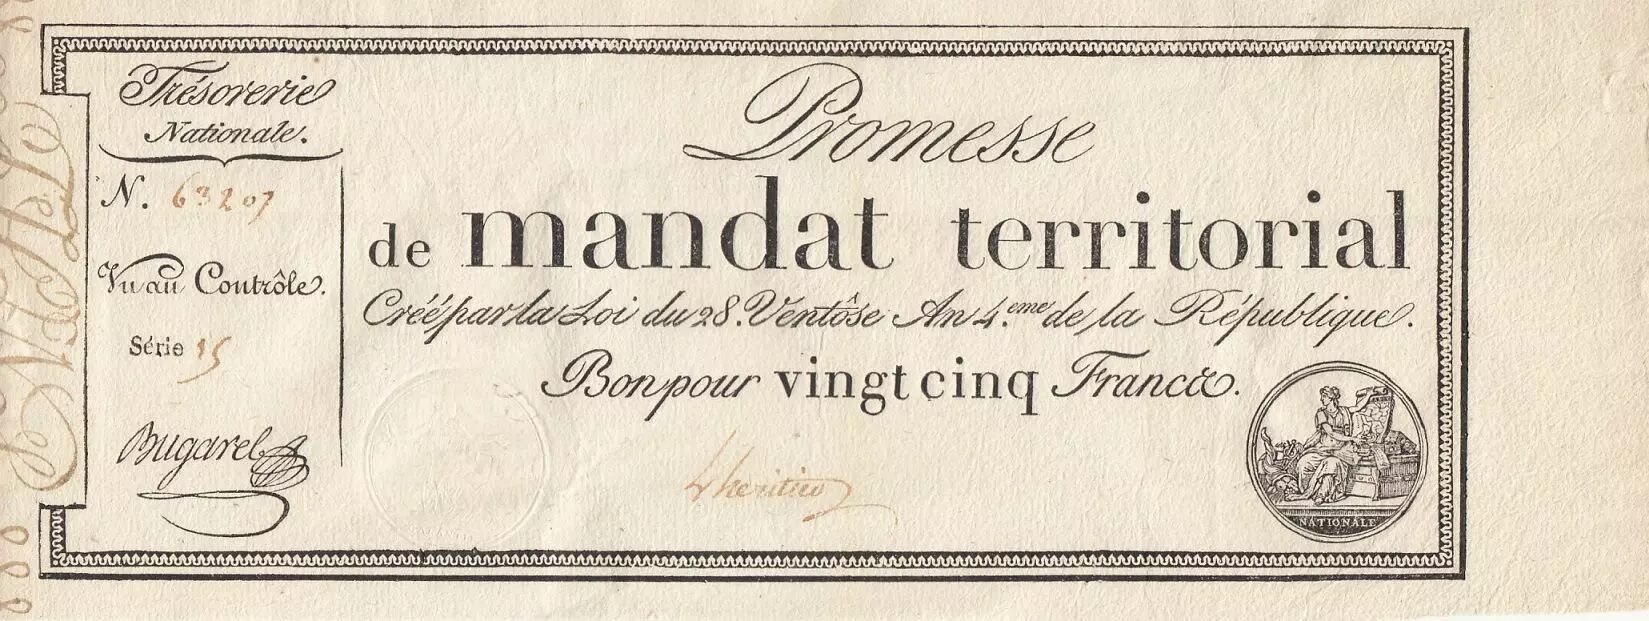 Trésorerie
Nationale.
N. 63207
Vu au Contrôle.
Série 15
Bugarel
Promesse
de mandat territorial
Créé par la Loi du 28. Ventôse An 4.eme de la République.
Bon pour vingt cinq Francs.
Lheritier
NATIONALE